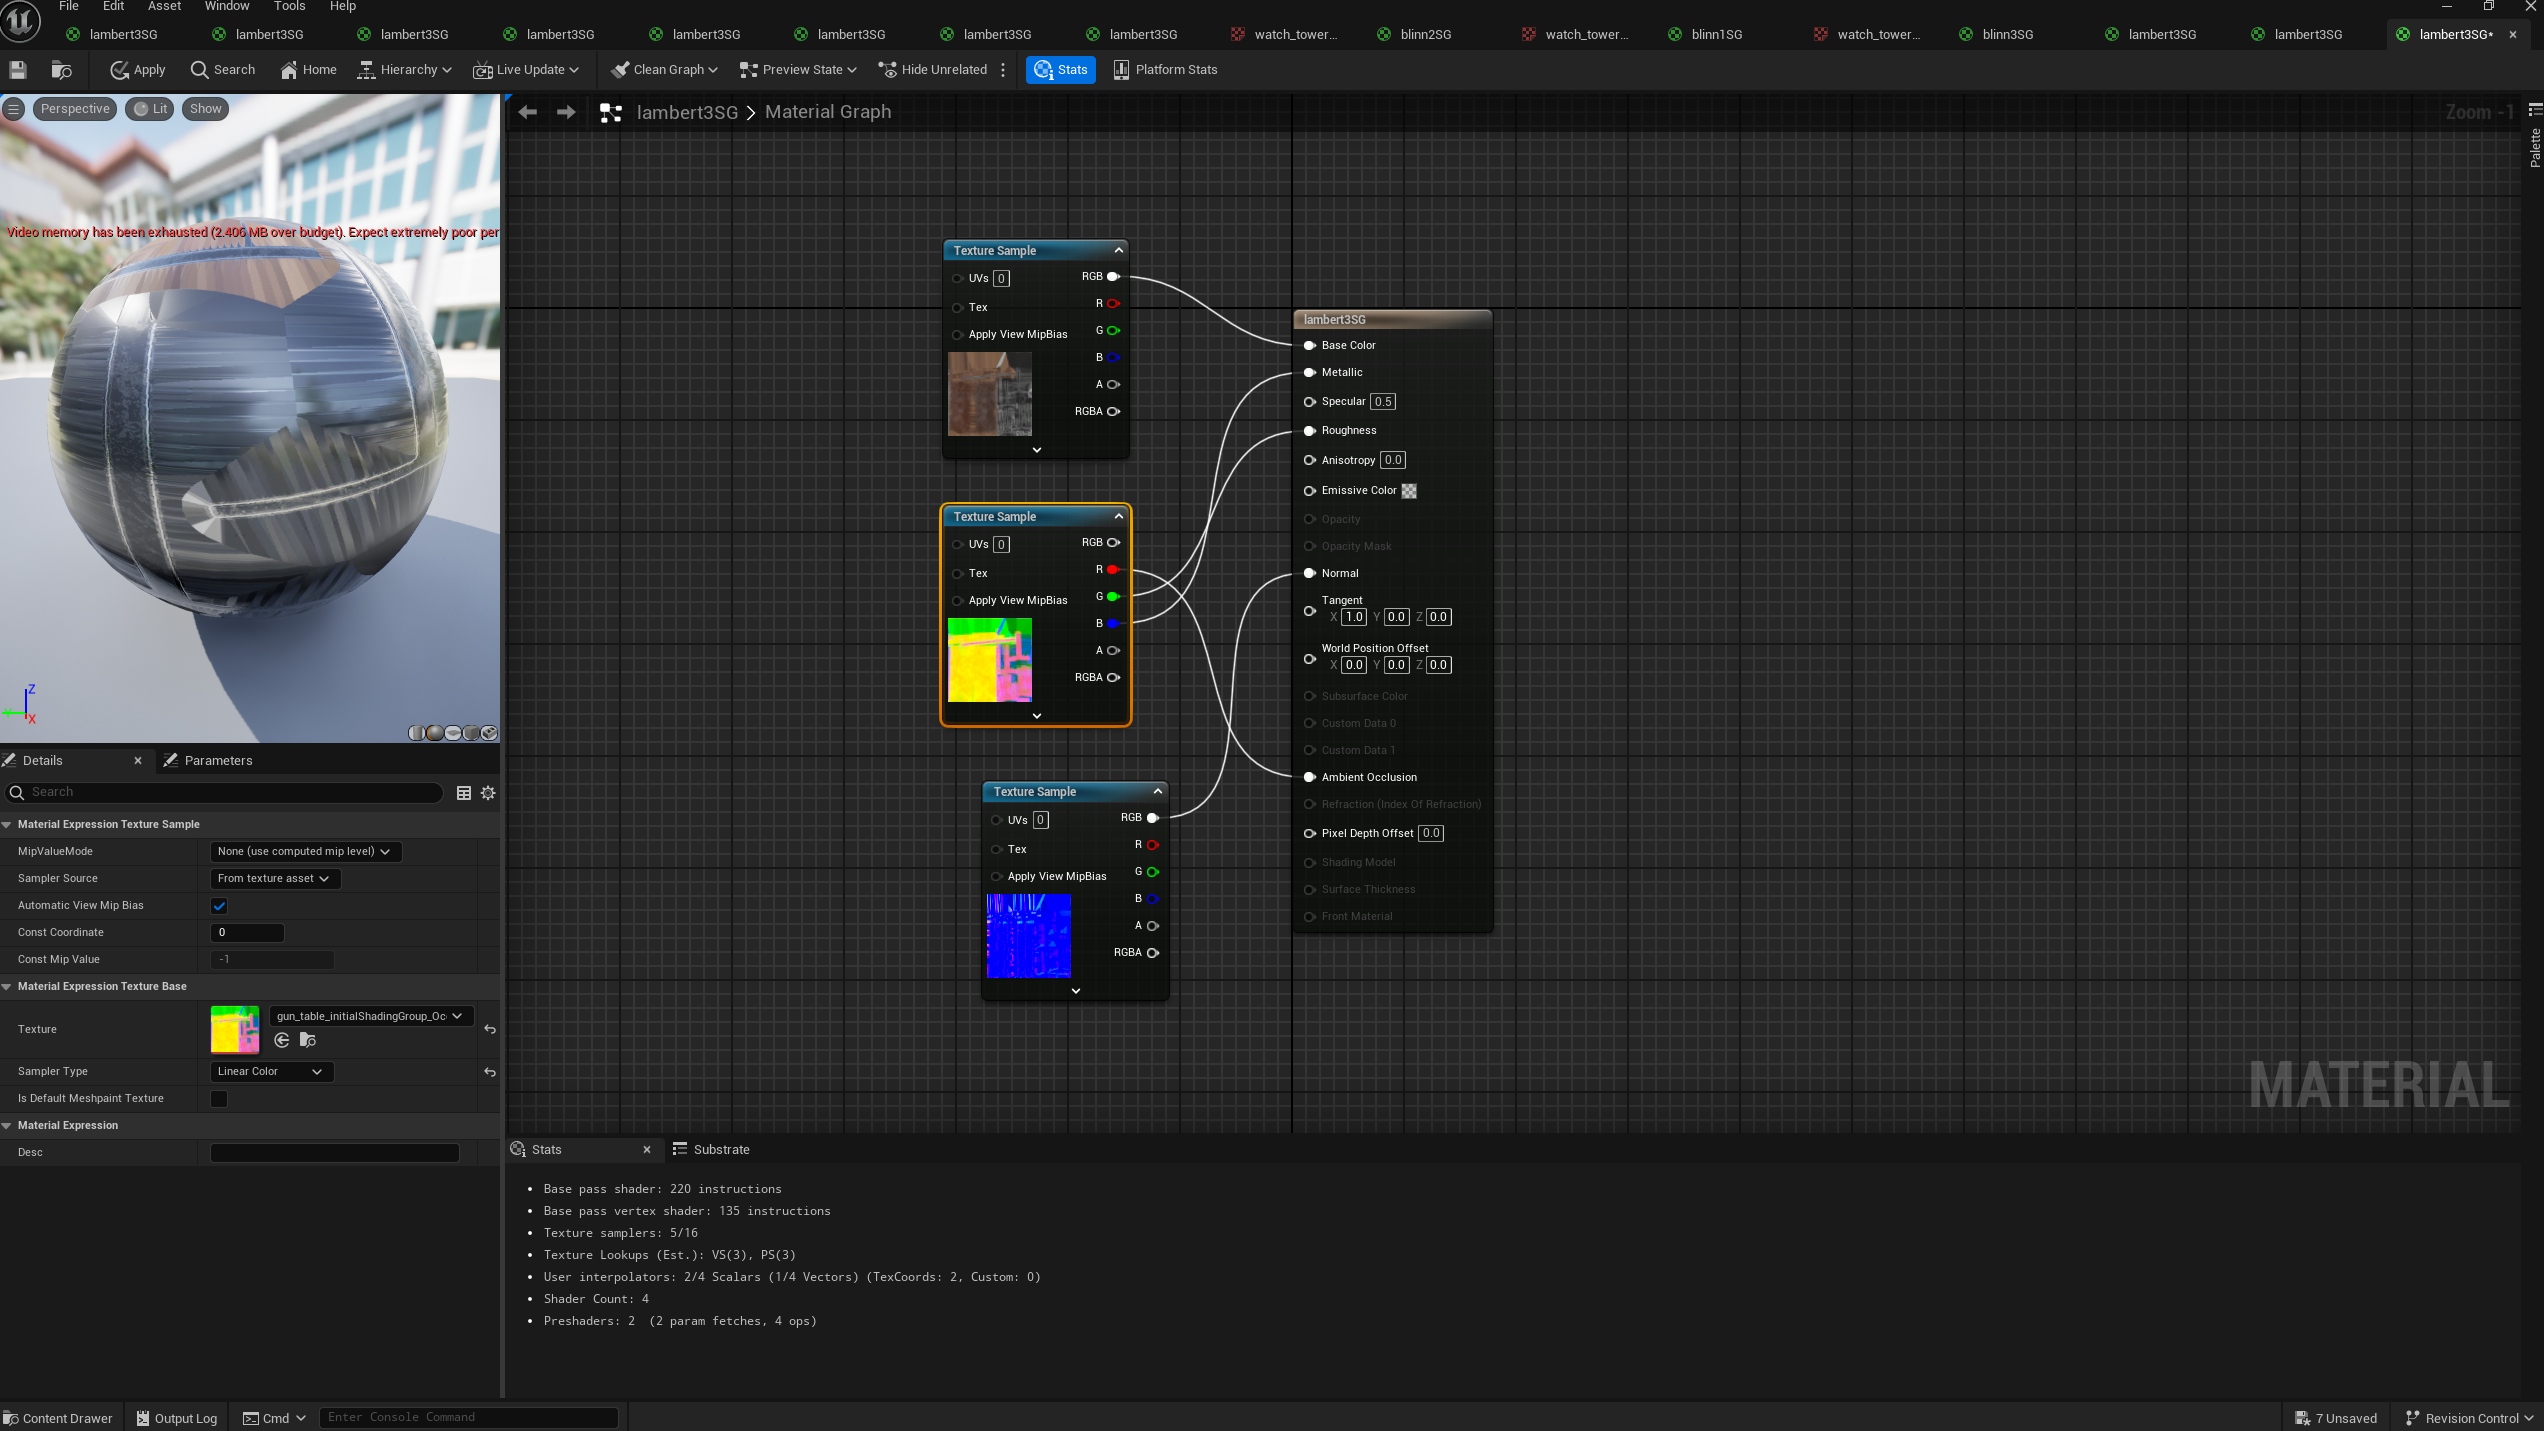 File Edit Asset Window Tools Help
lambert3SG lambert3SG lambert3SG lambert3SG lambert3SG lambert3SG lambert3SG lambert3SG watch_tower... blinn2SG watch_tower... blinn1SG watch_tower... blinn3SG lambert3SG lambert3SG lambert3SG*
Apply Search Home Hierarchy Live Update Clean Graph Preview State Hide Unrelated Stats Platform Stats
Perspective Lit Show
lambert3SG > Material Graph
Zoom -1
Palette
Video memory has been exhausted (2.406 MB over budget). Expect extremely poor per
Z
Y
X
Texture Sample
UVs 0 RGB
Tex R
Apply View MipBias G
B
A
RGBA
Texture Sample
UVs 0 RGB
Tex R
Apply View MipBias G
B
A
RGBA
Texture Sample
UVs 0 RGB
Tex R
Apply View MipBias G
B
A
RGBA
lambert3SG
Base Color
Metallic
Specular 0.5
Roughness
Anisotropy 0.0
Emissive Color
Opacity
Opacity Mask
Normal
Tangent
X 1.0 Y 0.0 Z 0.0
World Position Offset
X 0.0 Y 0.0 Z 0.0
Subsurface Color
Custom Data 0
Custom Data 1
Ambient Occlusion
Refraction (Index Of Refraction)
Pixel Depth Offset 0.0
Shading Model
Surface Thickness
Front Material
MATERIAL
Details Parameters
Search
Material Expression Texture Sample
MipValueMode None (use computed mip level)
Sampler Source From texture asset
Automatic View Mip Bias
Const Coordinate 0
Const Mip Value -1
Material Expression Texture Base
Texture gun_table_initialShadingGroup_Oc
Sampler Type Linear Color
Is Default Meshpaint Texture
Material Expression
Desc
Stats Substrate
• Base pass shader: 220 instructions
• Base pass vertex shader: 135 instructions
• Texture samplers: 5/16
• Texture Lookups (Est.): VS(3), PS(3)
• User interpolators: 2/4 Scalars (1/4 Vectors) (TexCoords: 2, Custom: 0)
• Shader Count: 4
• Preshaders: 2 (2 param fetches, 4 ops)
Content Drawer Output Log Cmd Enter Console Command 7 Unsaved Revision Control